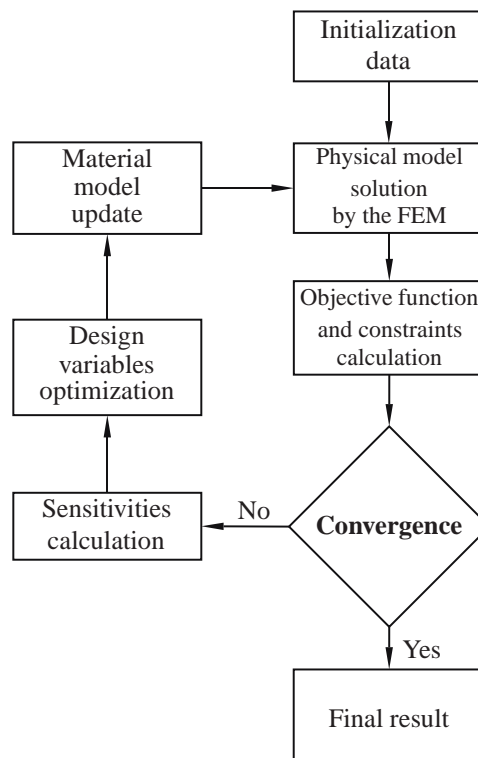 Initialization
data
Physical model
solution
by the FEM
Objective function
and constraints
calculation
Convergence
No
Sensitivities
calculation
Design
variables
optimization
Material
model
update
Yes
Final result